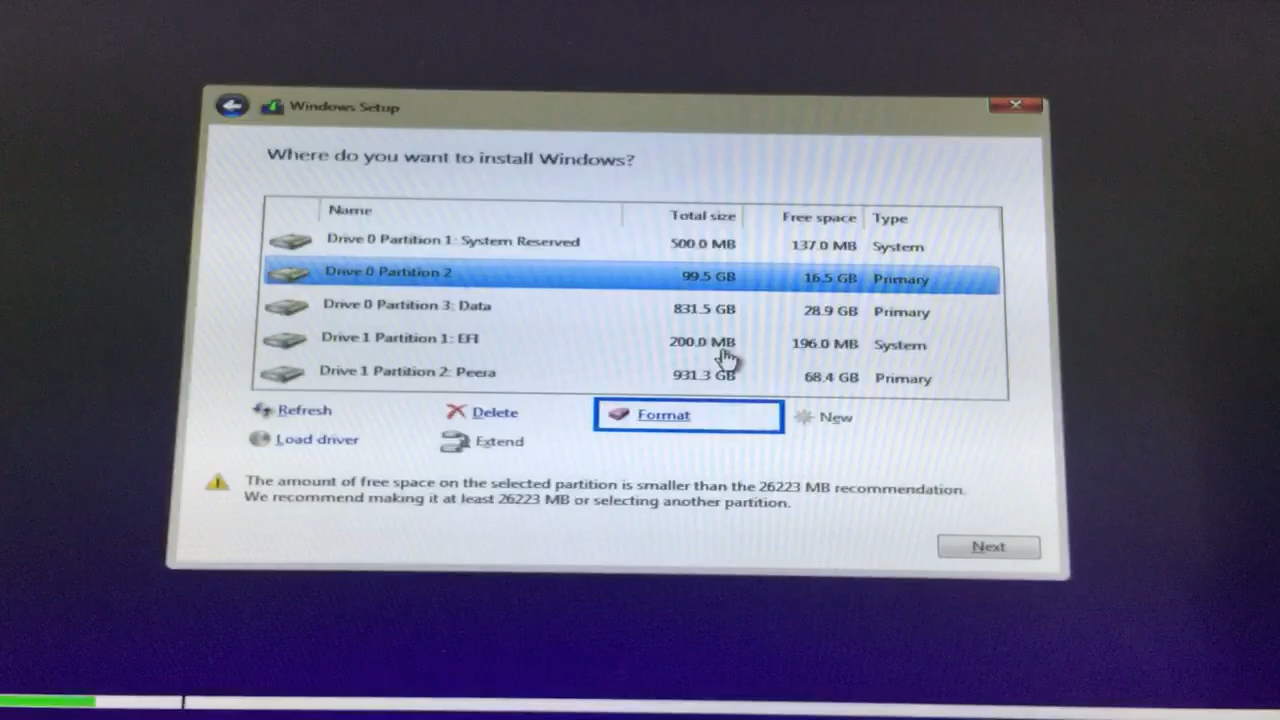 Windows Setup
Where do you want to install Windows?
Name Total size Free space Type
Drive 0 Partition 1: System Reserved 500.0 MB 137.0 MB System
Drive 0 Partition 2 99.5 GB 16.5 GB Primary
Drive 0 Partition 3: Data 831.5 GB 28.9 GB Primary
Drive 1 Partition 1: EFI 200.0 MB 196.0 MB System
Drive 1 Partition 2: Peera 931.3 GB 68.4 GB Primary
Refresh Delete Format New
Load driver Extend
The amount of free space on the selected partition is smaller than the 26223 MB recommendation.
We recommend making it at least 26223 MB or selecting another partition.
Next